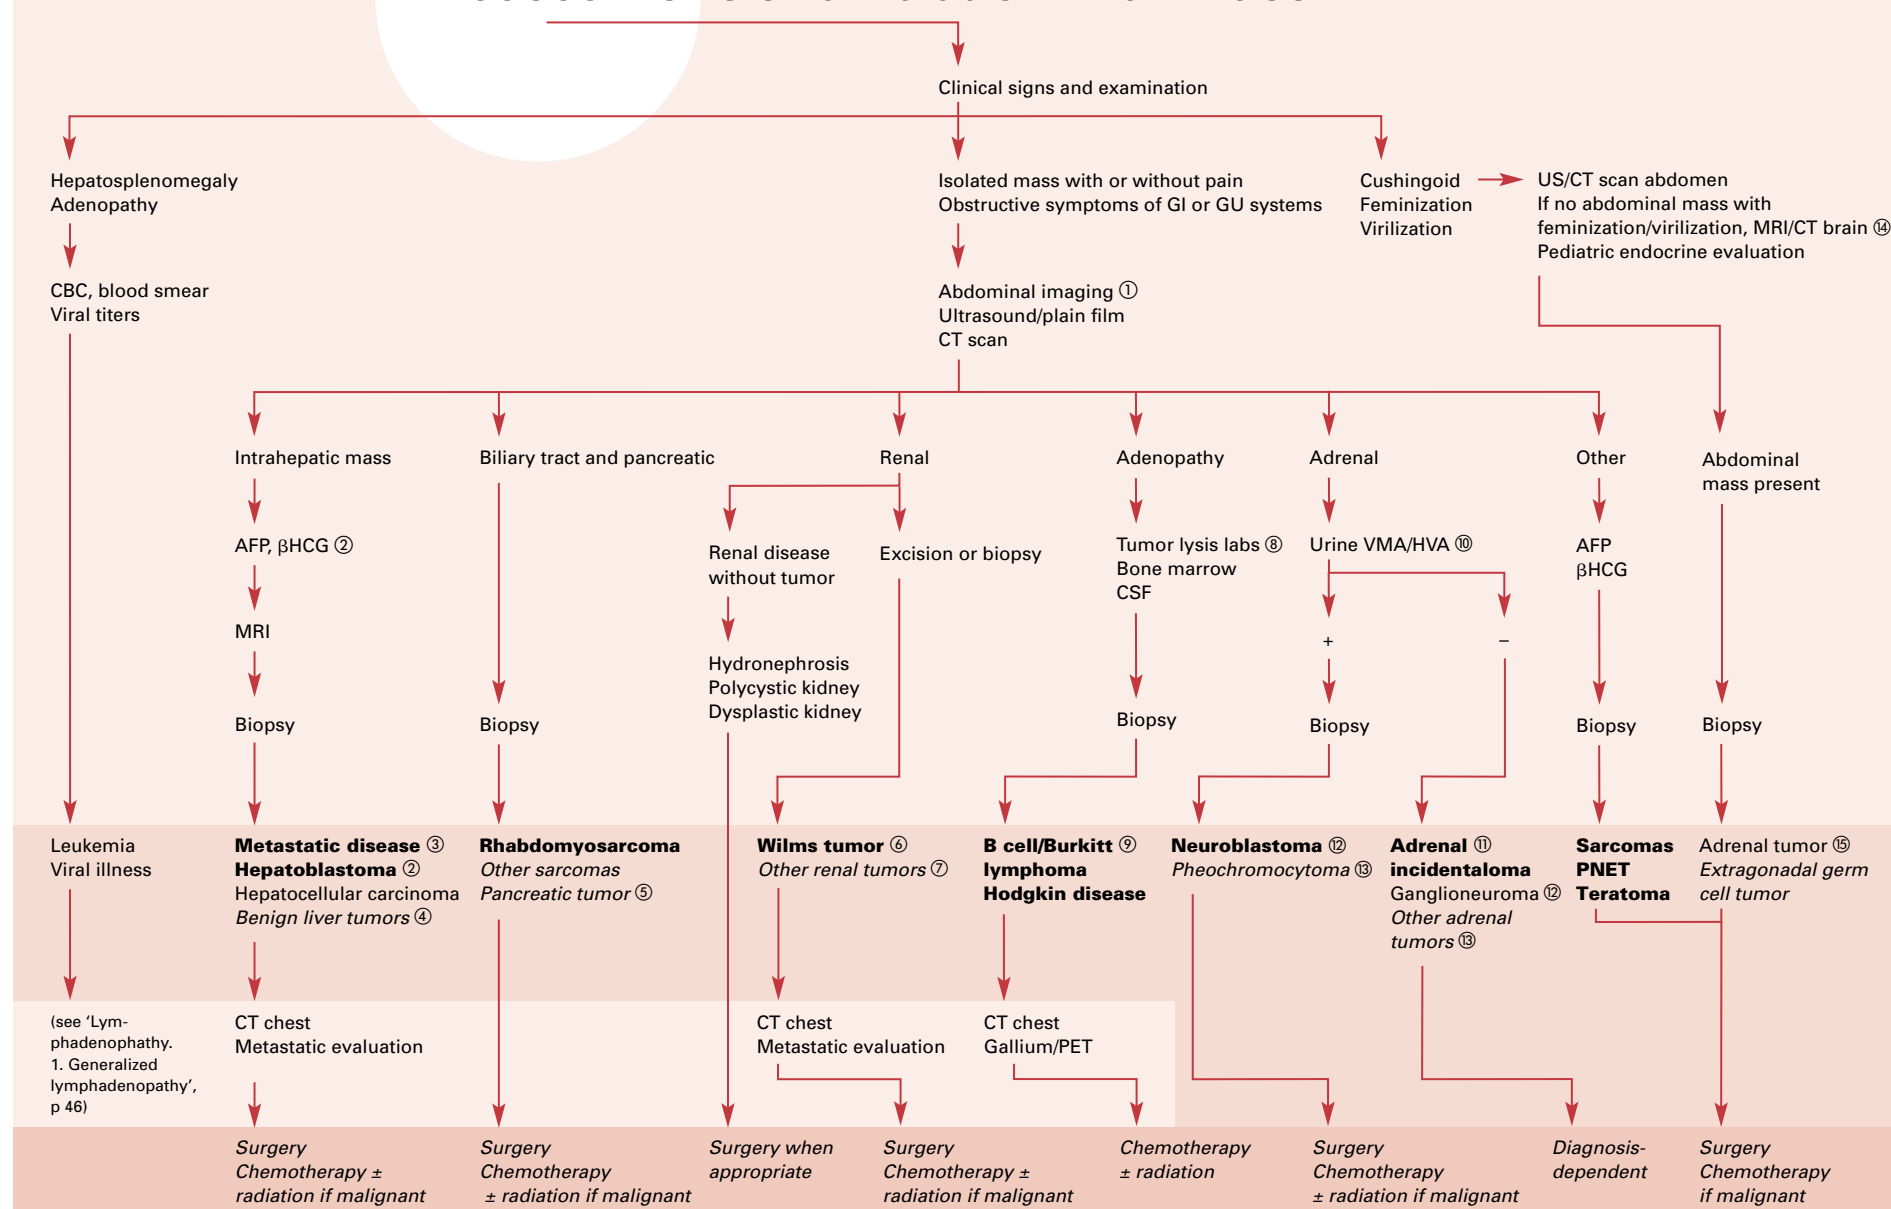 Clinical signs and examination
Hepatosplenomegaly
Adenopathy
Isolated mass with or without pain
Obstructive symptoms of GI or GU systems
Cushingoid
Feminization
Virilization
US/CT scan abdomen
If no abdominal mass with
feminization/virilization, MRI/CT brain ⑭
Pediatric endocrine evaluation
CBC, blood smear
Viral titers
Abdominal imaging ①
Ultrasound/plain film
CT scan
Intrahepatic mass
Biliary tract and pancreatic
Renal
Adenopathy
Adrenal
Other
Abdominal
mass present
AFP, βHCG ②
Renal disease
without tumor
Excision or biopsy
Tumor lysis labs ⑧
Bone marrow
CSF
Urine VMA/HVA ⑩
AFP
βHCG
MRI
+
–
Hydronephrosis
Polycystic kidney
Dysplastic kidney
Biopsy
Biopsy
Biopsy
Biopsy
Biopsy
Biopsy
Leukemia
Viral illness
Metastatic disease ③
Hepatoblastoma ②
Hepatocellular carcinoma
Benign liver tumors ④
Rhabdomyosarcoma
Other sarcomas
Pancreatic tumor ⑤
Wilms tumor ⑥
Other renal tumors ⑦
B cell/Burkitt ⑨
lymphoma
Hodgkin disease
Neuroblastoma ⑫
Pheochromocytoma ⑬
Adrenal ⑪
incidentaloma
Ganglioneuroma ⑫
Other adrenal
tumors ⑬
Sarcomas
PNET
Teratoma
Adrenal tumor ⑮
Extragonadal germ
cell tumor
(see ‘Lym-
phadenophathy.
1. Generalized
lymphadenopathy’,
p 46)
CT chest
Metastatic evaluation
CT chest
Metastatic evaluation
CT chest
Gallium/PET
Surgery
Chemotherapy ±
radiation if malignant
Surgery
Chemotherapy
± radiation if malignant
Surgery when
appropriate
Surgery
Chemotherapy ±
radiation if malignant
Chemotherapy
± radiation
Surgery
Chemotherapy
± radiation if malignant
Diagnosis-
dependent
Surgery
Chemotherapy
if malignant